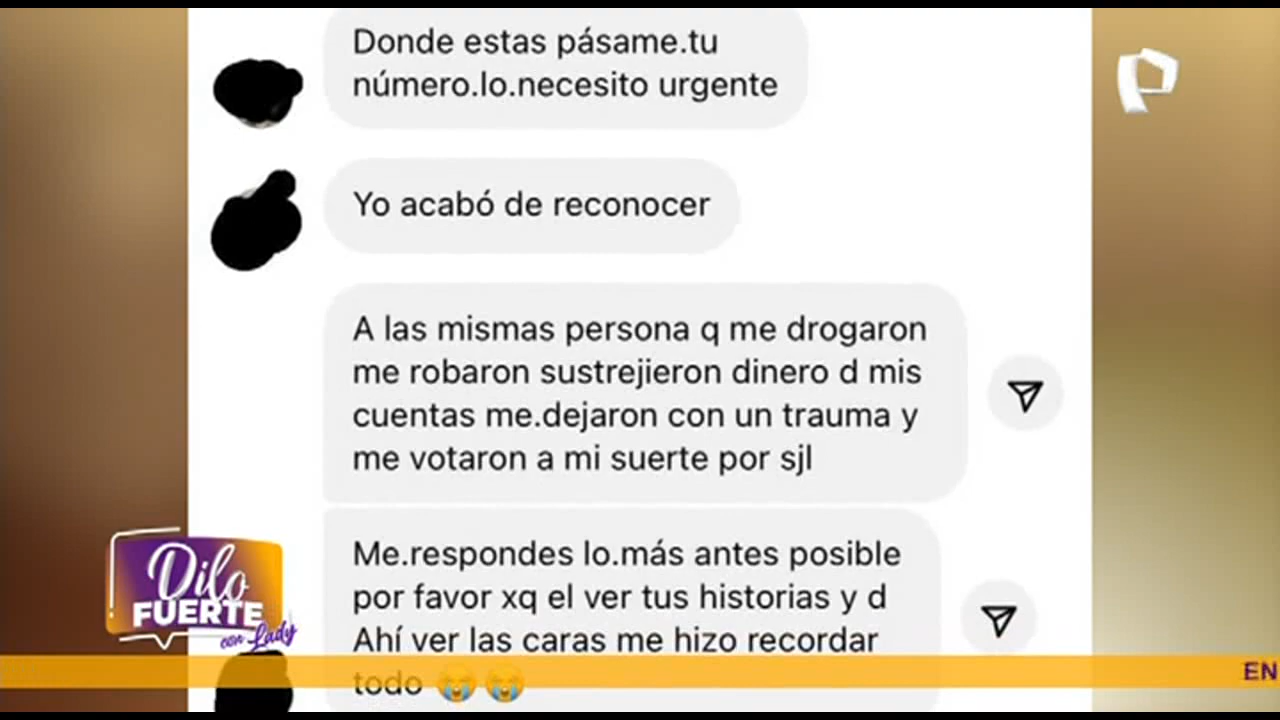 Donde estas pásame.tu
número.lo.necesito urgente
Yo acabó de reconocer
A las mismas persona q me drogaron
me robaron sustrejieron dinero d mis
cuentas me.dejaron con un trauma y
me votaron a mi suerte por sjl
Me.respondes lo.más antes posible
por favor xq el ver tus historias y d
Ahí ver las caras me hizo recordar
todo 😭😭
Dilo
FUERTE
con Lady
EN